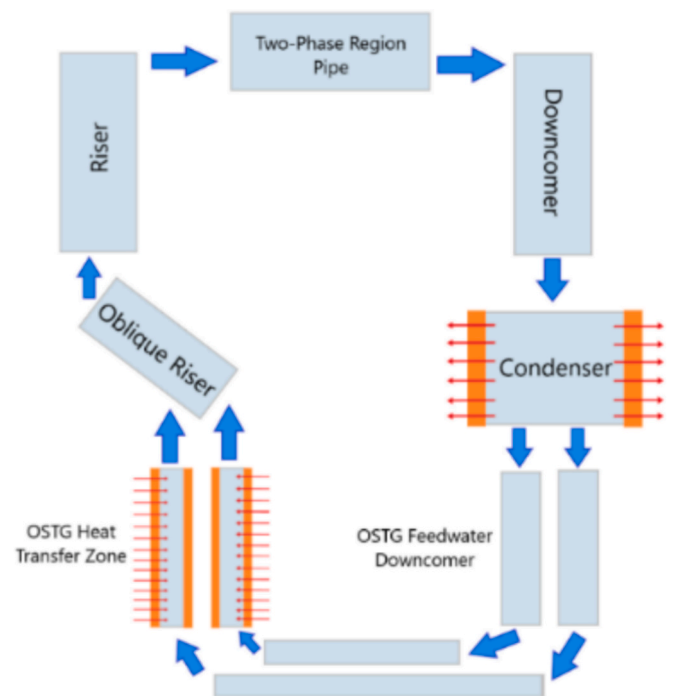 Two-Phase Region
Pipe
Riser
Downcomer
Oblique Riser
Condenser
OSTG Heat
Transfer Zone
OSTG Feedwater
Downcomer